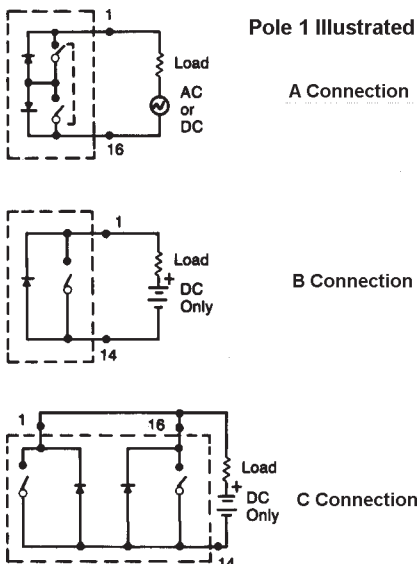 Pole 1 Illustrated
1
Load
AC
or
DC
16
A Connection
1
Load
+
DC
Only
14
B Connection
1
16
Load
+
DC
Only
14
C Connection